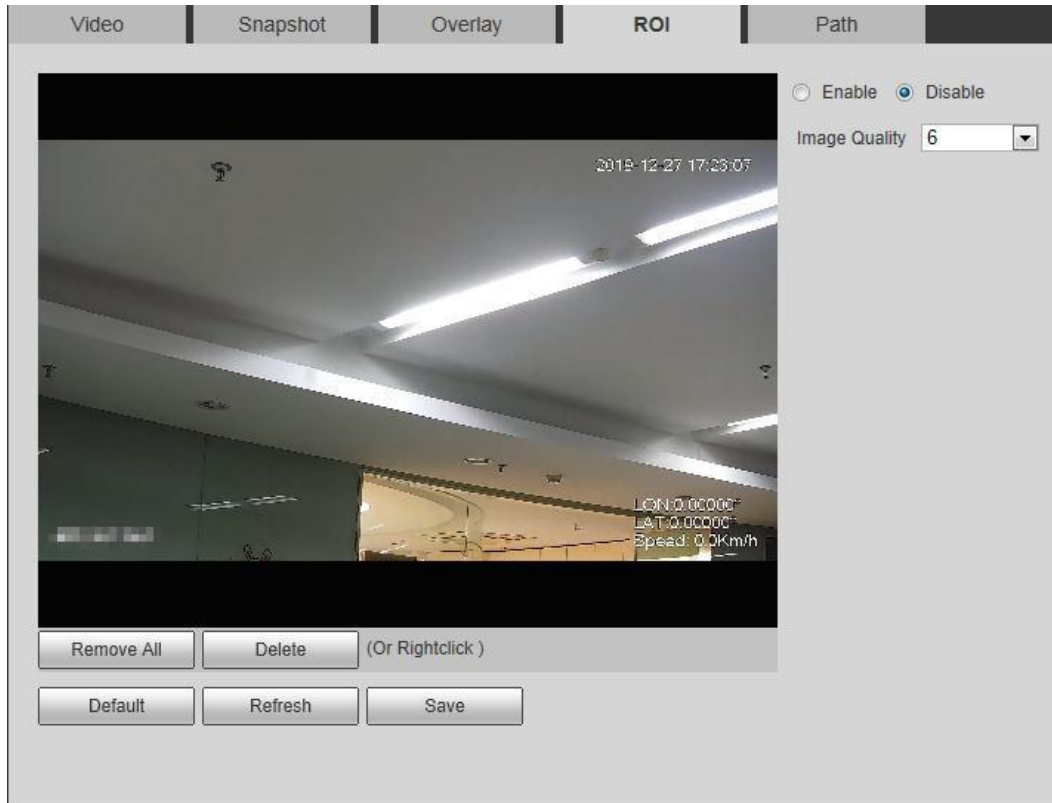 Video Snapshot Overlay ROI Path
Enable Disable
Image Quality 6
2019-12-27 17:23:07
LON:0.00000°
LAT:0.00000°
Speed: 0.0Km/h
Remove All Delete (Or Rightclick )
Default Refresh Save